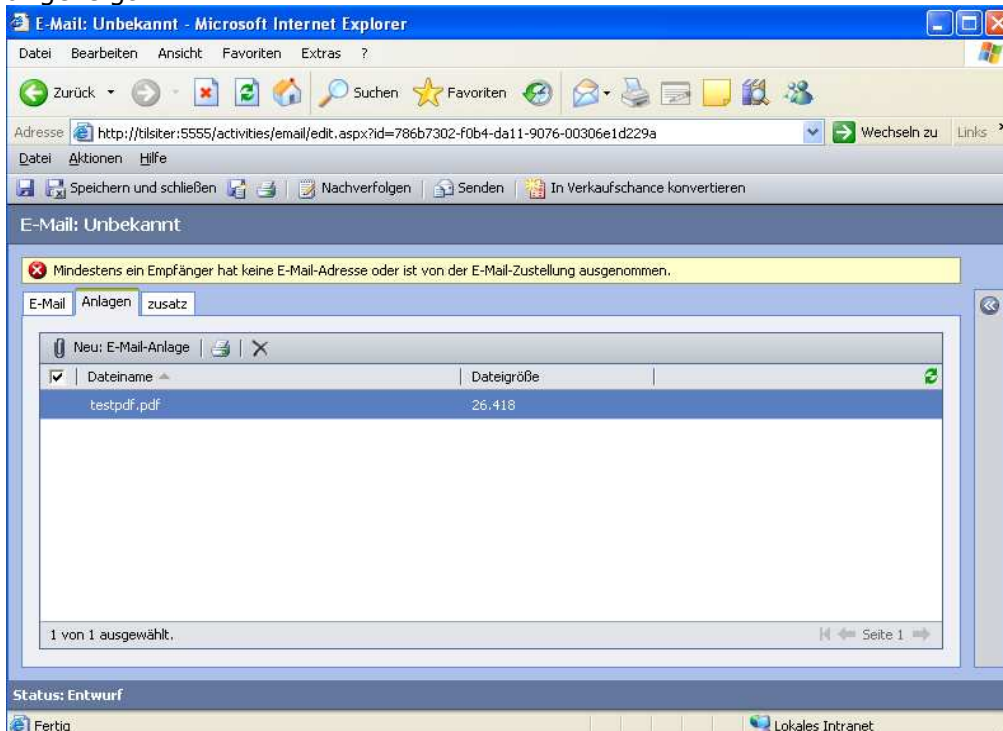 E-Mail: Unbekannt - Microsoft Internet Explorer
Datei Bearbeiten Ansicht Favoriten Extras ?
Zurück Suchen Favoriten
Adresse http://tilsiter:5555/activities/email/edit.aspx?id=786b7302-f0b4-da11-9076-00306e1d229a Wechseln zu Links
Datei Aktionen Hilfe
Speichern und schließen Nachverfolgen Senden In Verkaufschance konvertieren
E-Mail: Unbekannt
Mindestens ein Empfänger hat keine E-Mail-Adresse oder ist von der E-Mail-Zustellung ausgenommen.
E-Mail Anlagen zusatz
Neu: E-Mail-Anlage
Dateiname Dateigröße
testpdf.pdf 26.418
1 von 1 ausgewählt. Seite 1
Status: Entwurf
Fertig Lokales Intranet